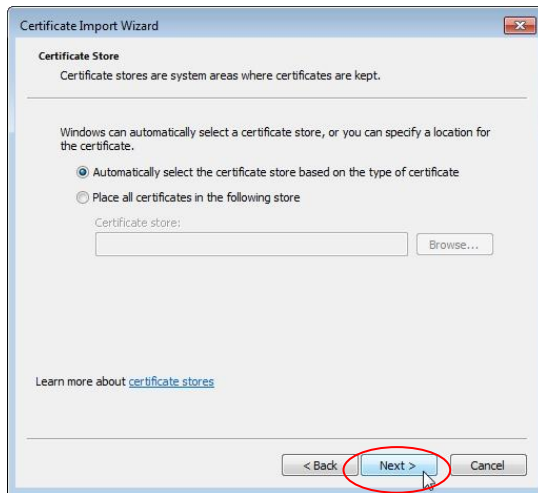 Certificate Import Wizard
Certificate Store
Certificate stores are system areas where certificates are kept.
Windows can automatically select a certificate store, or you can specify a location for
the certificate.
Automatically select the certificate store based on the type of certificate
Place all certificates in the following store
Certificate store:
Browse...
Learn more about certificate stores
< Back Next > Cancel